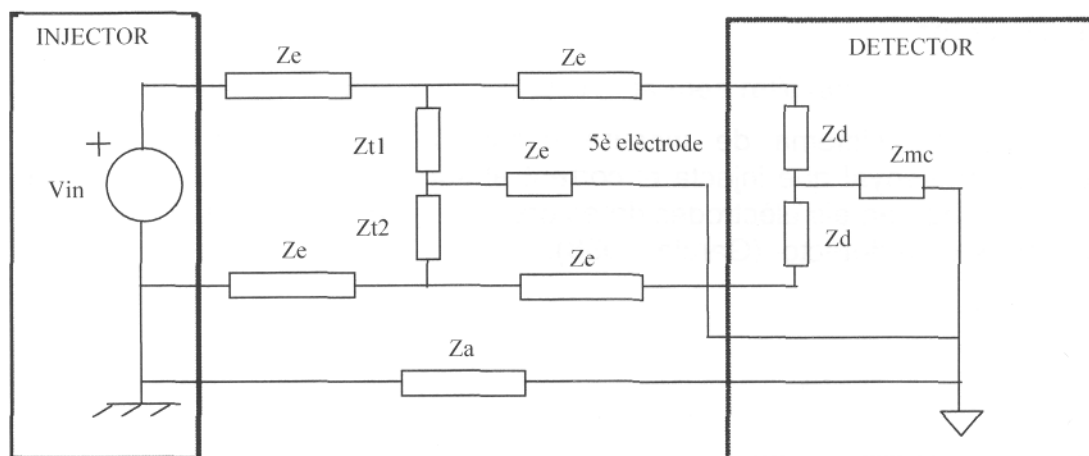 INJECTOR
DETECTOR
Ze
Ze
Zt1
Ze
5è elèctrode
Zd
Zmc
+
Vin
Zt2
Zd
Ze
Ze
Za